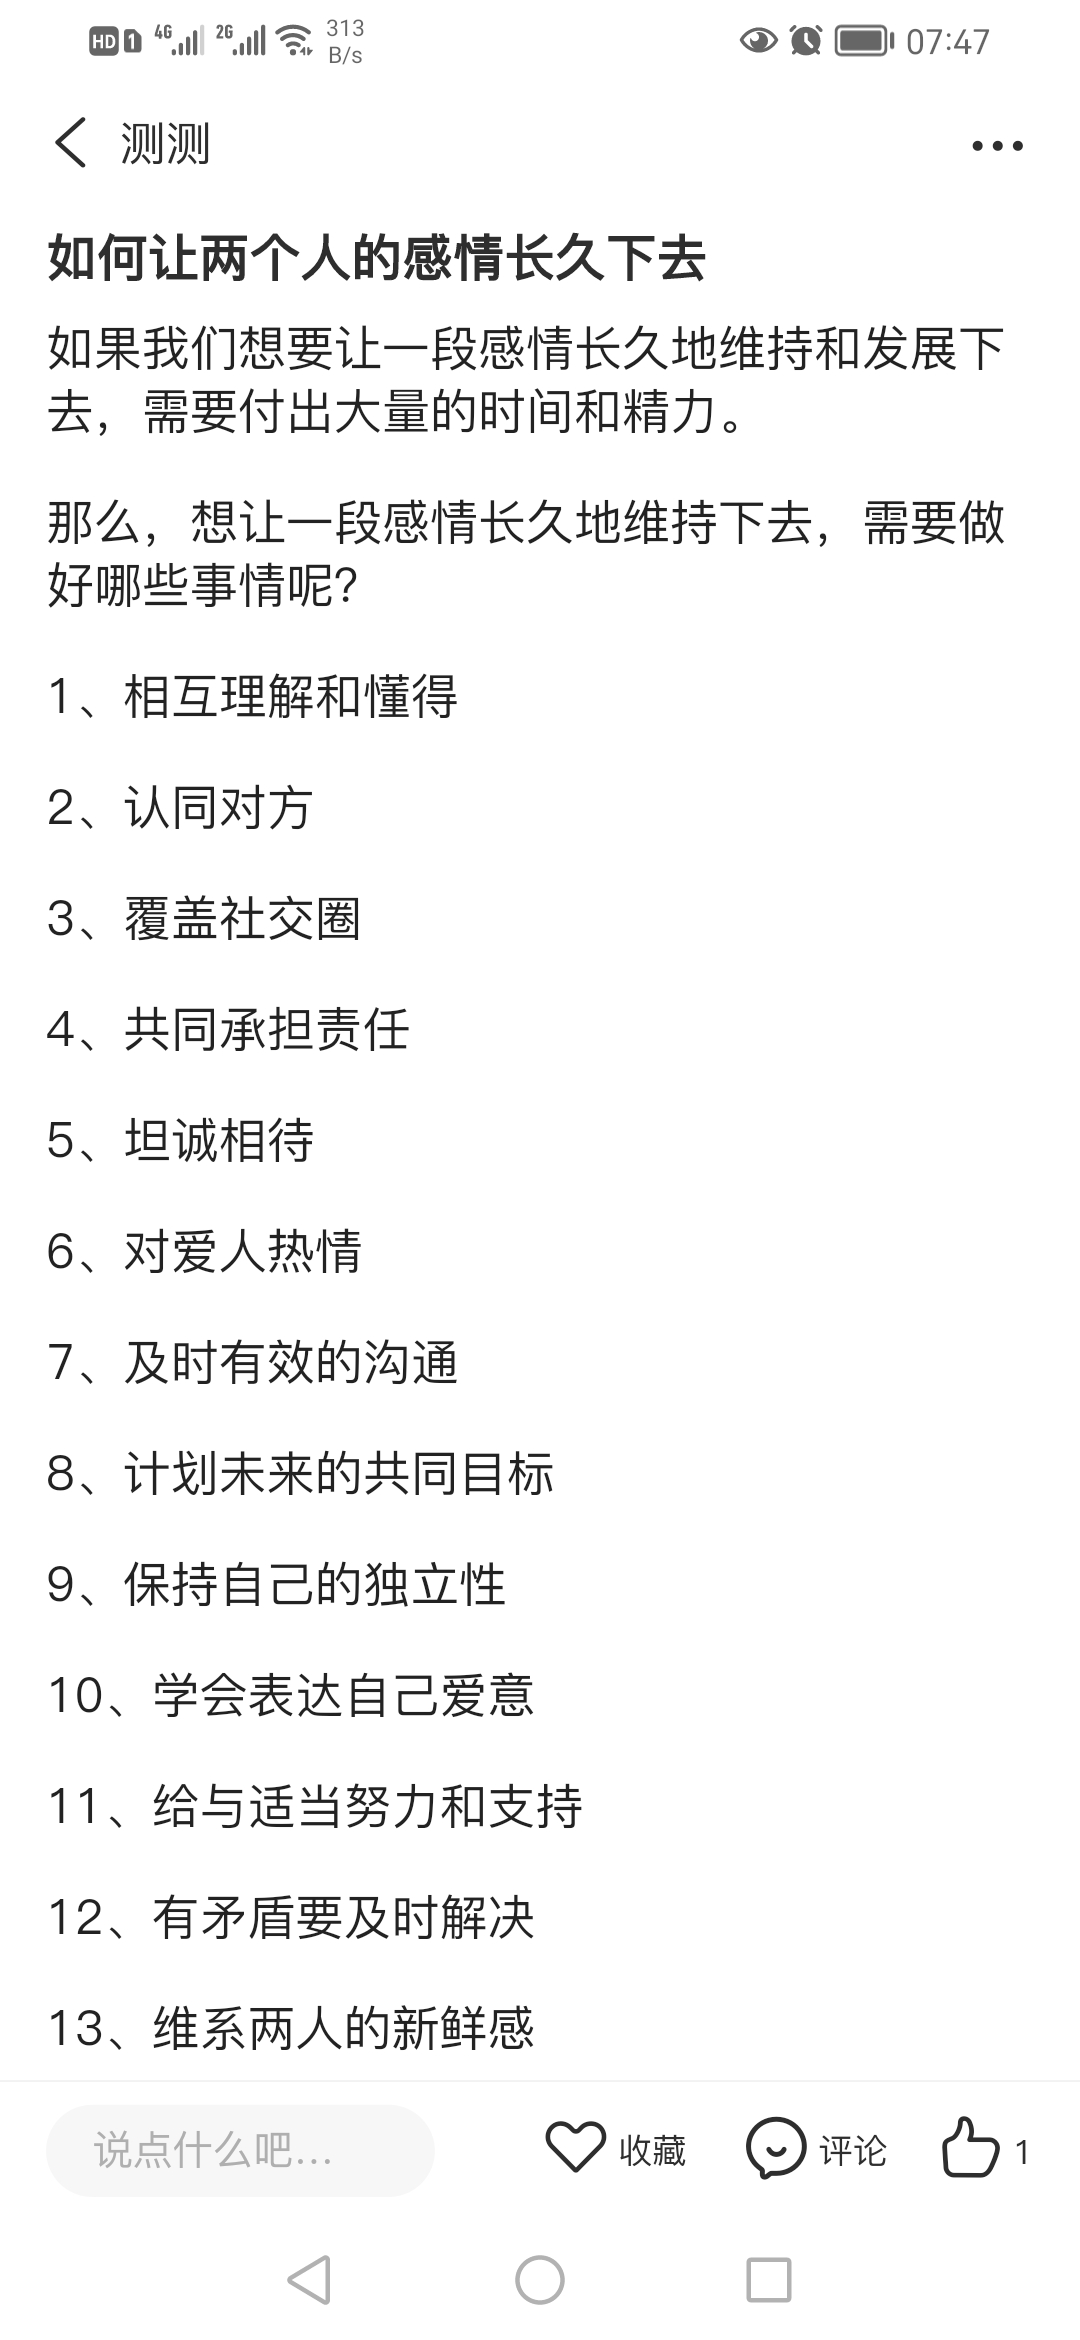 HD 1 4G 2G 313 B/s 07:47
测测
如何让两个人的感情长久下去
如果我们想要让一段感情长久地维持和发展下
去，需要付出大量的时间和精力。
那么，想让一段感情长久地维持下去，需要做
好哪些事情呢？
1、相互理解和懂得
2、认同对方
3、覆盖社交圈
4、共同承担责任
5、坦诚相待
6、对爱人热情
7、及时有效的沟通
8、计划未来的共同目标
9、保持自己的独立性
10、学会表达自己爱意
11、给与适当努力和支持
12、有矛盾要及时解决
13、维系两人的新鲜感
说点什么吧... 收藏 评论 1